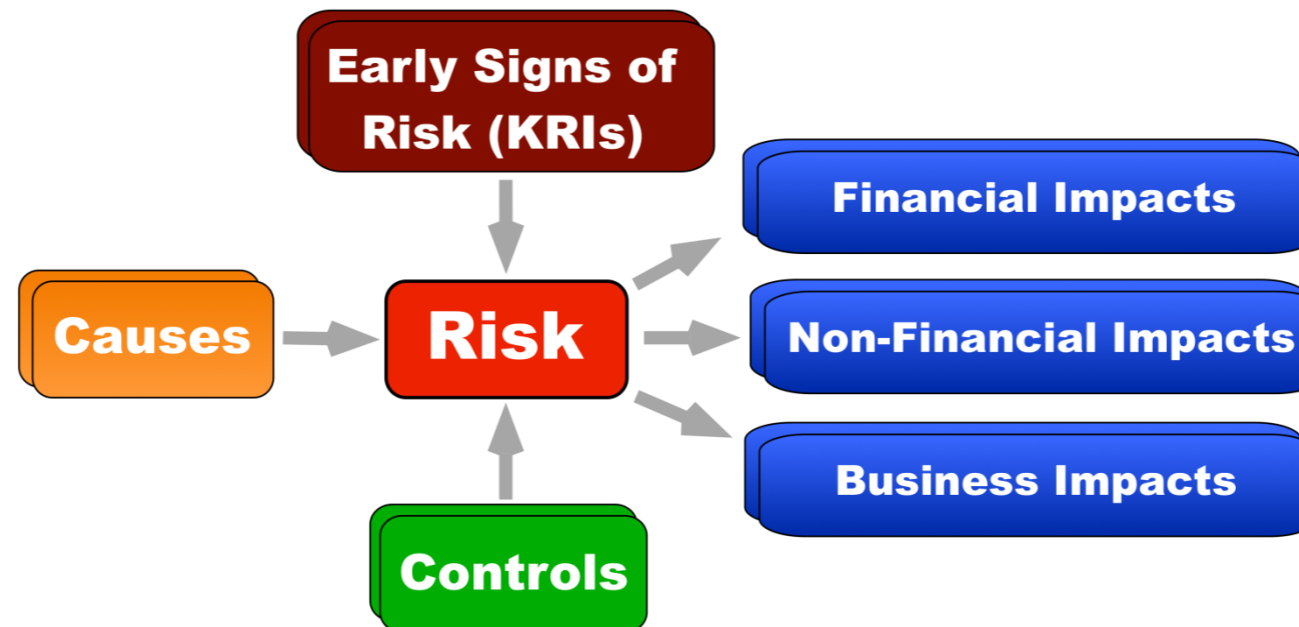 Early Signs of
Risk (KRIs)
Financial Impacts
Causes
Risk
Non-Financial Impacts
Business Impacts
Controls